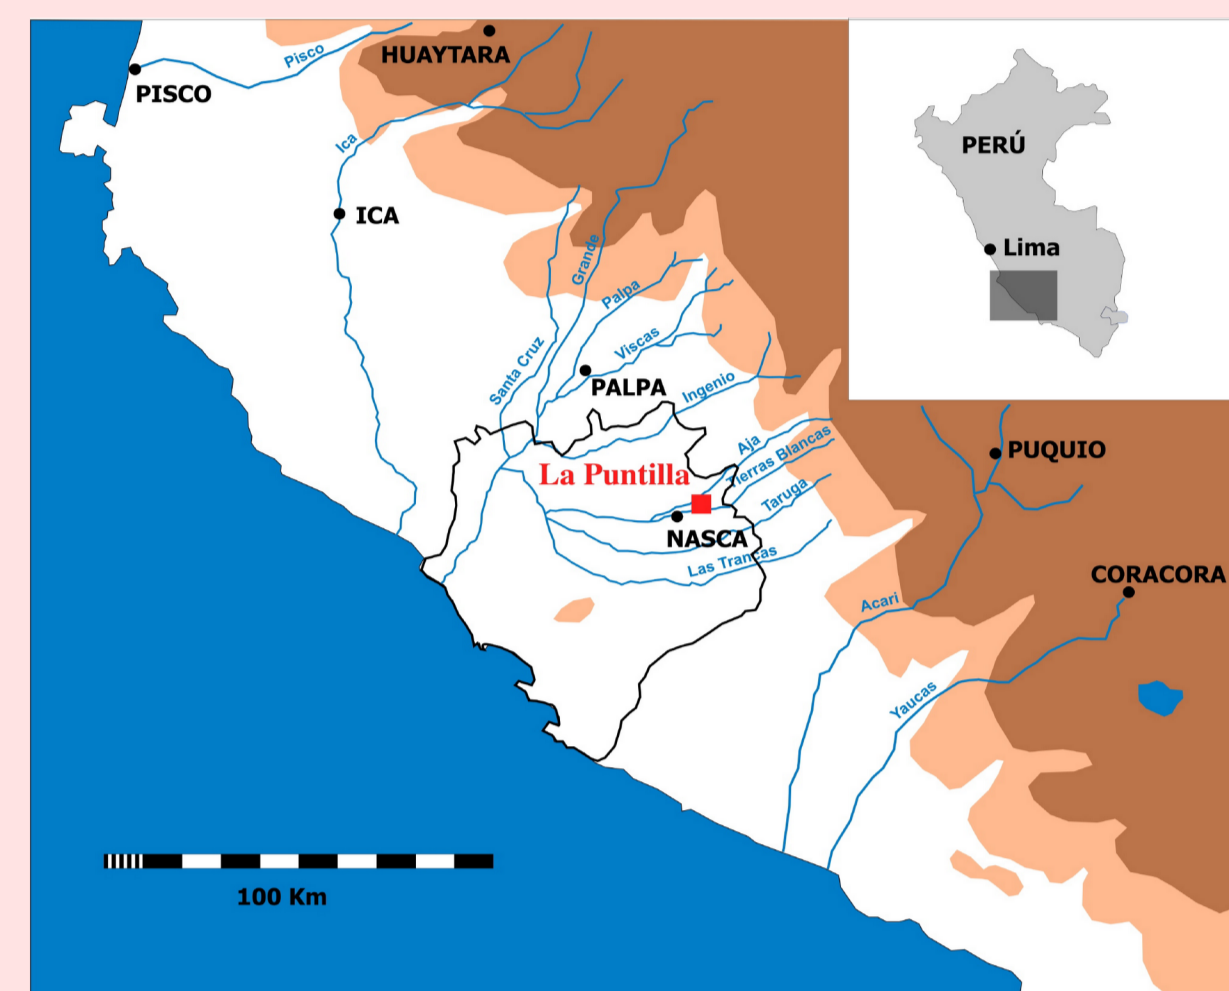 Pisco
HUAYTARA
PISCO
Ica
ICA
PERÚ
Lima
Grande
Palpa
Viscas
Santa Cruz
PALPA
Ingenio
Aja
Tierras Blancas
La Puntilla
Taruga
NASCA
Las Trancas
PUQUIO
CORACORA
Acari
Yaucas
100 Km